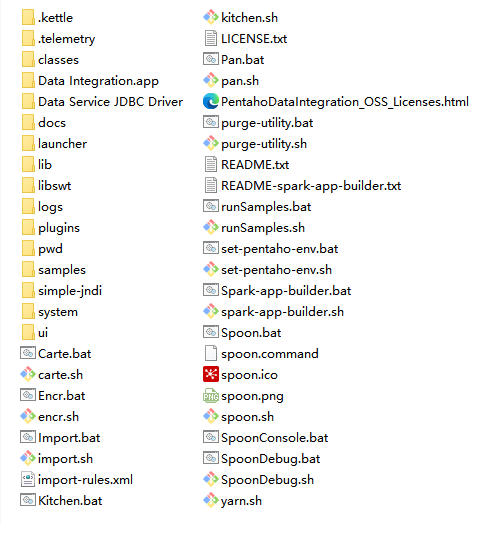 .kettle
.telemetry
classes
Data Integration.app
Data Service JDBC Driver
docs
launcher
lib
libswt
logs
plugins
pwd
samples
simple-jndi
system
ui
Carte.bat
carte.sh
Encr.bat
encr.sh
Import.bat
import.sh
import-rules.xml
Kitchen.bat
kitchen.sh
LICENSE.txt
Pan.bat
pan.sh
PentahoDataIntegration_OSS_Licenses.html
purge-utility.bat
purge-utility.sh
README.txt
README-spark-app-builder.txt
runSamples.bat
runSamples.sh
set-pentaho-env.bat
set-pentaho-env.sh
Spark-app-builder.bat
spark-app-builder.sh
Spoon.bat
spoon.command
spoon.ico
spoon.png
spoon.sh
SpoonConsole.bat
SpoonDebug.bat
SpoonDebug.sh
yarn.sh